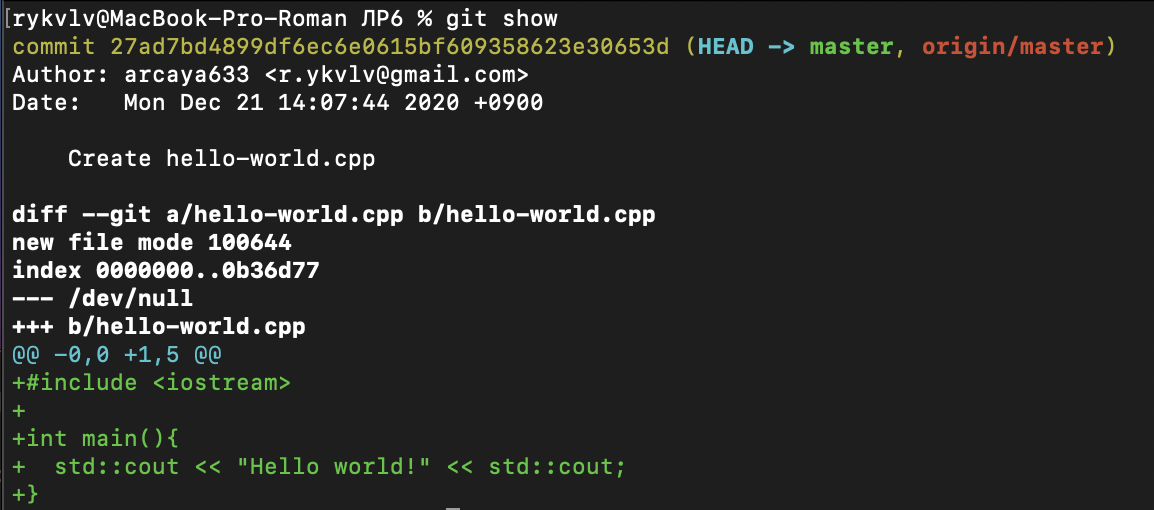 [rykvlv@MacBook-Pro-Roman ЛР6 % git show
commit 27ad7bd4899df6ec6e0615bf609358623e30653d (HEAD -> master, origin/master)
Author: arcaya633 <r.ykvlv@gmail.com>
Date:   Mon Dec 21 14:07:44 2020 +0900

    Create hello-world.cpp

diff --git a/hello-world.cpp b/hello-world.cpp
new file mode 100644
index 0000000..0b36d77
--- /dev/null
+++ b/hello-world.cpp
@@ -0,0 +1,5 @@
+#include <iostream>
+
+int main(){
+  std::cout << "Hello world!" << std::cout;
+}